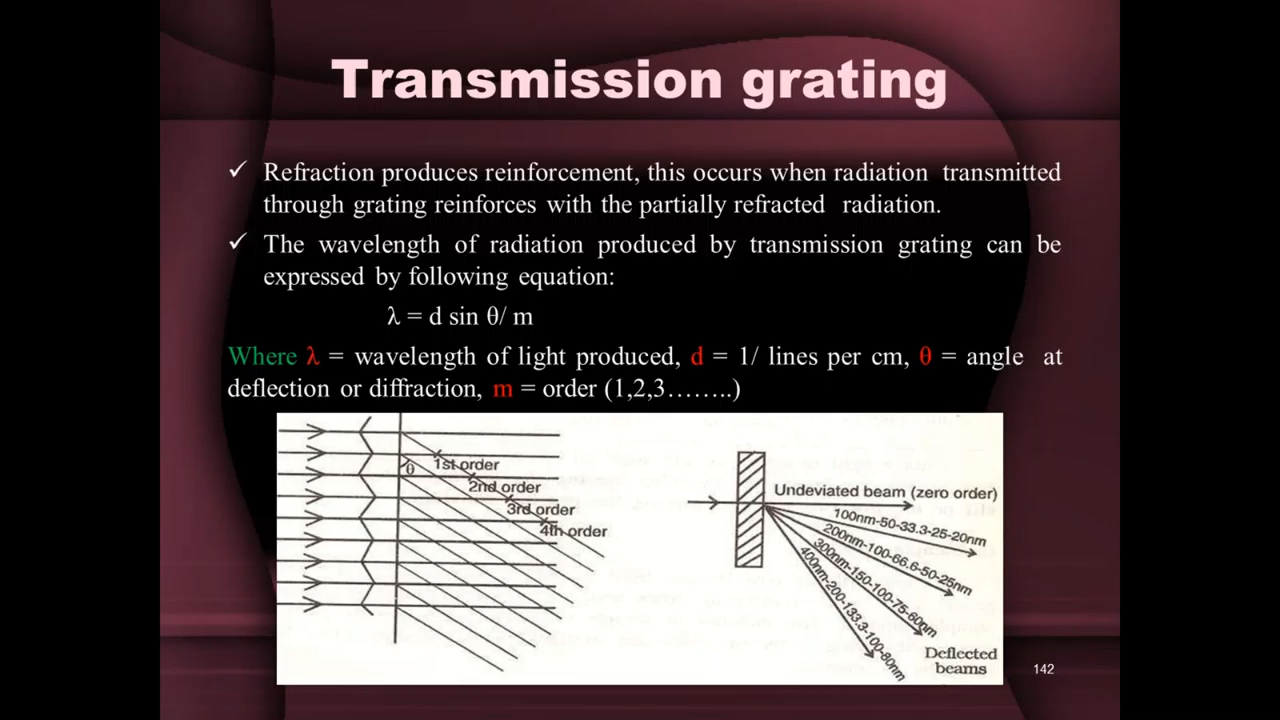 Transmission grating
✓ Refraction produces reinforcement, this occurs when radiation transmitted
through grating reinforces with the partially refracted radiation.
✓ The wavelength of radiation produced by transmission grating can be
expressed by following equation:
λ = d sin θ/ m
Where λ = wavelength of light produced, d = 1/ lines per cm, θ = angle at
deflection or diffraction, m = order (1,2,3……..)
θ
1st order
2nd order
3rd order
4th order
Undeviated beam (zero order)
100nm-50-33.3-25-20nm
200nm-100-66.6-50-25nm
300nm-150-100-75-60nm
400nm-200-133.3-100-80nm
Deflected
beams
142